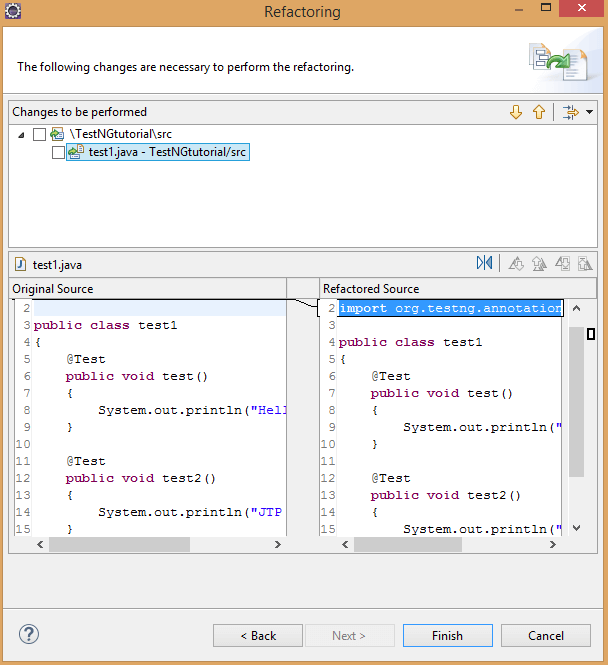 Refactoring
The following changes are necessary to perform the refactoring.
Changes to be performed
\TestNGtutorial\src
test1.java - TestNGtutorial/src
test1.java
Original Source
2
3 public class test1
4 {
5 @Test
6 public void test()
7 {
8 System.out.println("Hell
9 }
10
11 @Test
12 public void test2()
13 {
14 System.out.println("JTP
15 }
Refactored Source
2 import org.testng.annotation
3
4 public class test1
5 {
6 @Test
7 public void test()
8 {
9 System.out.println("
10 }
11
12 @Test
13 public void test2()
14 {
15 System.out.println("
? < Back Next > Finish Cancel